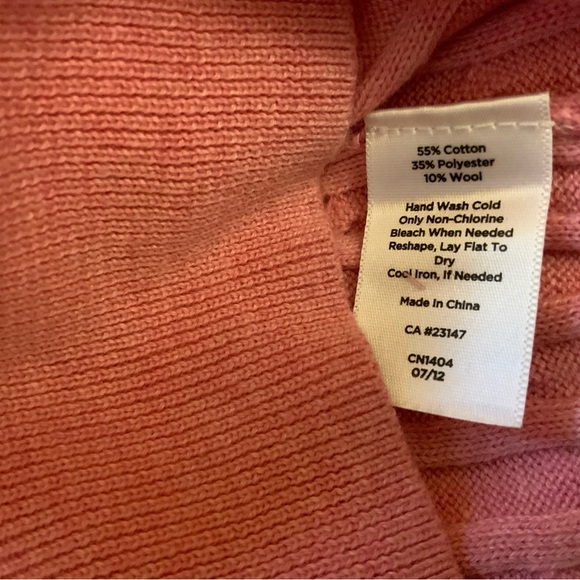 55% Cotton
35% Polyester
10% Wool
Hand Wash Cold
Only Non-Chlorine
Bleach When Needed
Reshape, Lay Flat To
Dry
Cool Iron, If Needed
Made In China
CA #23147
CN1404
07/12